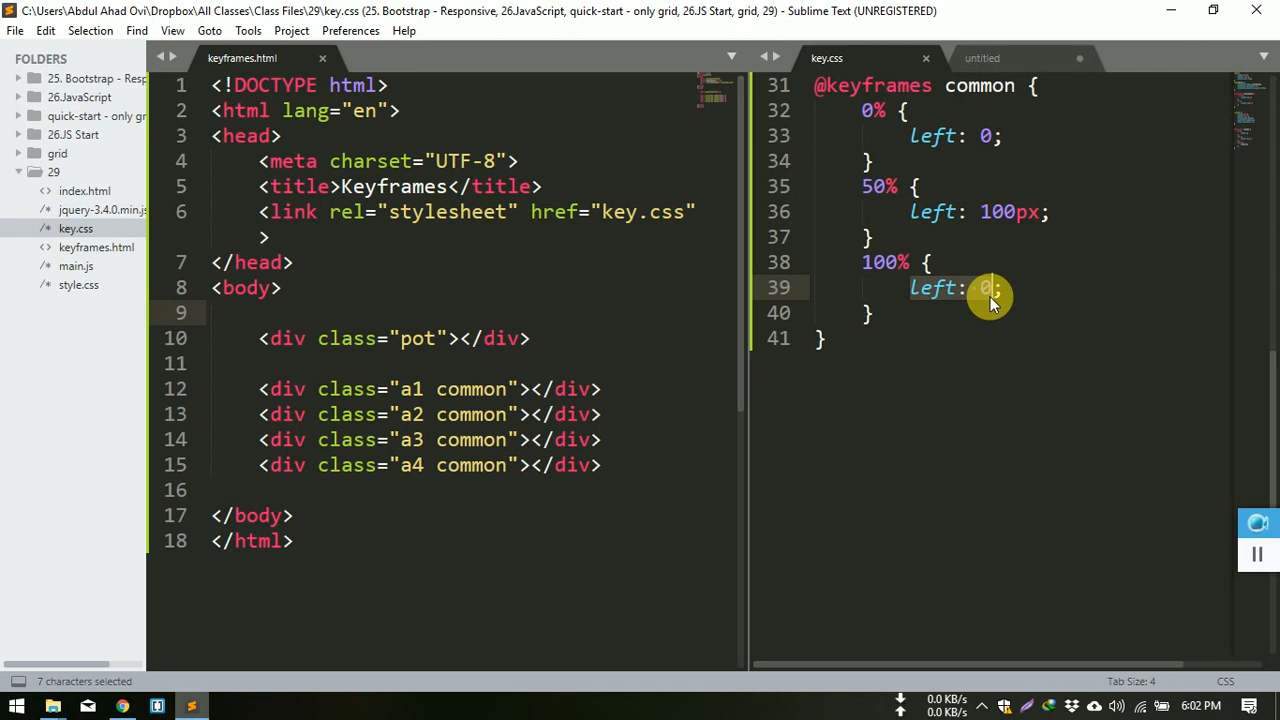 C:\Users\Abdul Ahad Ovi\Dropbox\All Classes\Class Files\29\key.css (25. Bootstrap - Responsive, 26.JavaScript, quick-start - only grid, 26.JS Start, grid, 29) - Sublime Text (UNREGISTERED)
File Edit Selection Find View Goto Tools Project Preferences Help
FOLDERS
25. Bootstrap - Resp
26.JavaScript
quick-start - only gr
26.JS Start
grid
29
<> index.html
/* jquery-3.4.0.min.js
/* key.css
<> keyframes.html
/* main.js
/* style.css
keyframes.html
1 <!DOCTYPE html>
2 <html lang="en">
3 <head>
4 <meta charset="UTF-8">
5 <title>Keyframes</title>
6 <link rel="stylesheet" href="key.css"
>
7 </head>
8 <body>
9
10 <div class="pot"></div>
11
12 <div class="a1 common"></div>
13 <div class="a2 common"></div>
14 <div class="a3 common"></div>
15 <div class="a4 common"></div>
16
17 </body>
18 </html>
key.css untitled
31 @keyframes common {
32 0% {
33 left: 0;
34 }
35 50% {
36 left: 100px;
37 }
38 100% {
39 left: 0;
40 }
41 }
7 characters selected Tab Size: 4 CSS
0.0 KB/s
0.0 KB/s
6:02 PM